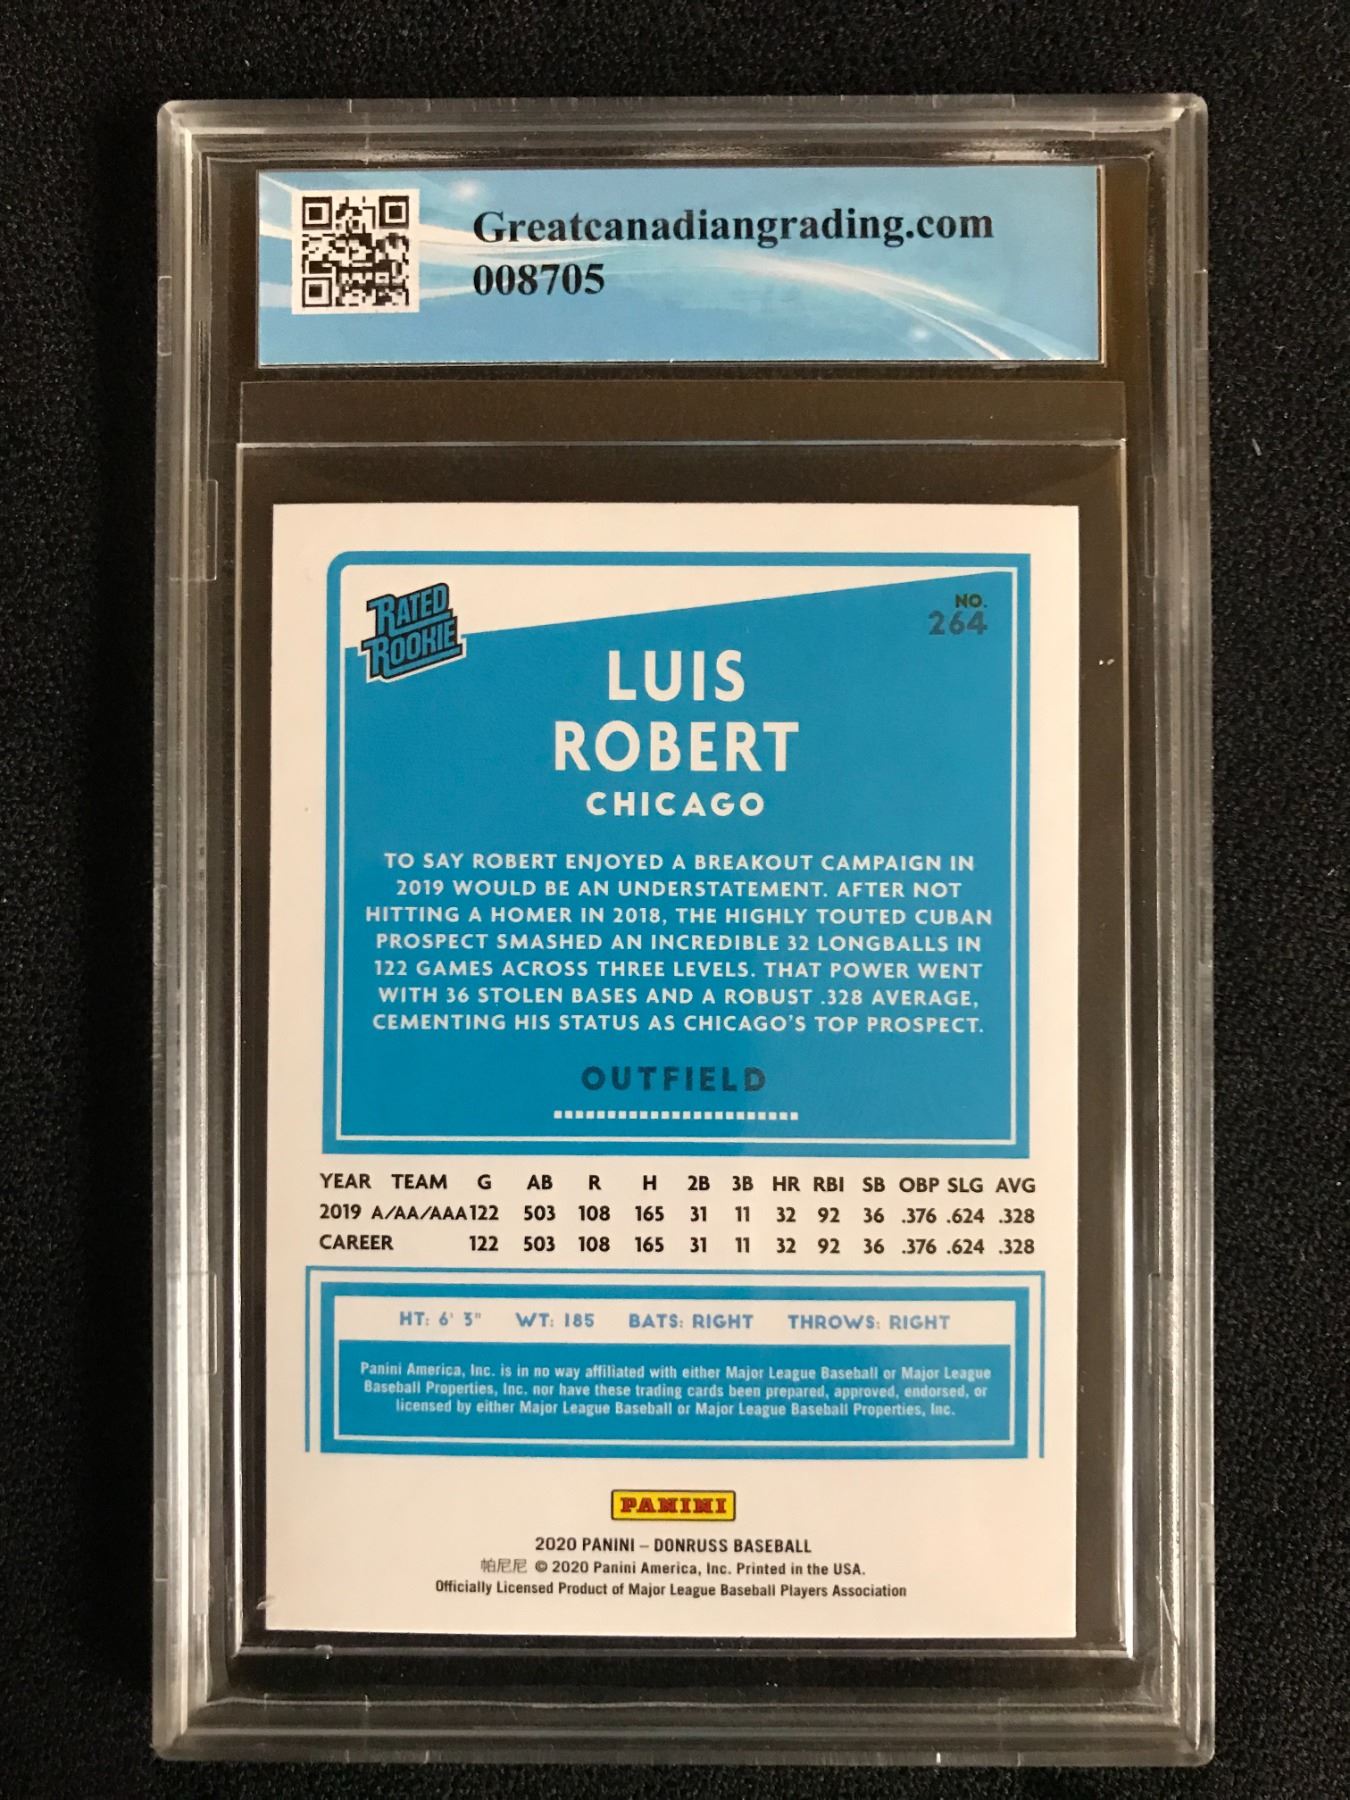 Greatcanadiangrading.com
008705
RATED
ROOKIE
NO.
264
LUIS
ROBERT
CHICAGO
TO SAY ROBERT ENJOYED A BREAKOUT CAMPAIGN IN
2019 WOULD BE AN UNDERSTATEMENT. AFTER NOT
HITTING A HOMER IN 2018, THE HIGHLY TOUTED CUBAN
PROSPECT SMASHED AN INCREDIBLE 32 LONGBALLS IN
122 GAMES ACROSS THREE LEVELS. THAT POWER WENT
WITH 36 STOLEN BASES AND A ROBUST .328 AVERAGE,
CEMENTING HIS STATUS AS CHICAGO'S TOP PROSPECT.
OUTFIELD
YEAR TEAM G AB R H 2B 3B HR RBI SB OBP SLG AVG
2019 A/AA/AAA 122 503 108 165 31 11 32 92 36 .376 .624 .328
CAREER 122 503 108 165 31 11 32 92 36 .376 .624 .328
HT: 6' 3" WT: 185 BATS: RIGHT THROWS: RIGHT
Panini America, Inc. is in no way affiliated with either Major League Baseball or Major League
Baseball Properties, Inc. nor have these trading cards been prepared, approved, endorsed, or
licensed by either Major League Baseball or Major League Baseball Properties, Inc.
PANINI
2020 PANINI – DONRUSS BASEBALL
帕尼尼 © 2020 Panini America, Inc. Printed in the USA.
Officially Licensed Product of Major League Baseball Players Association